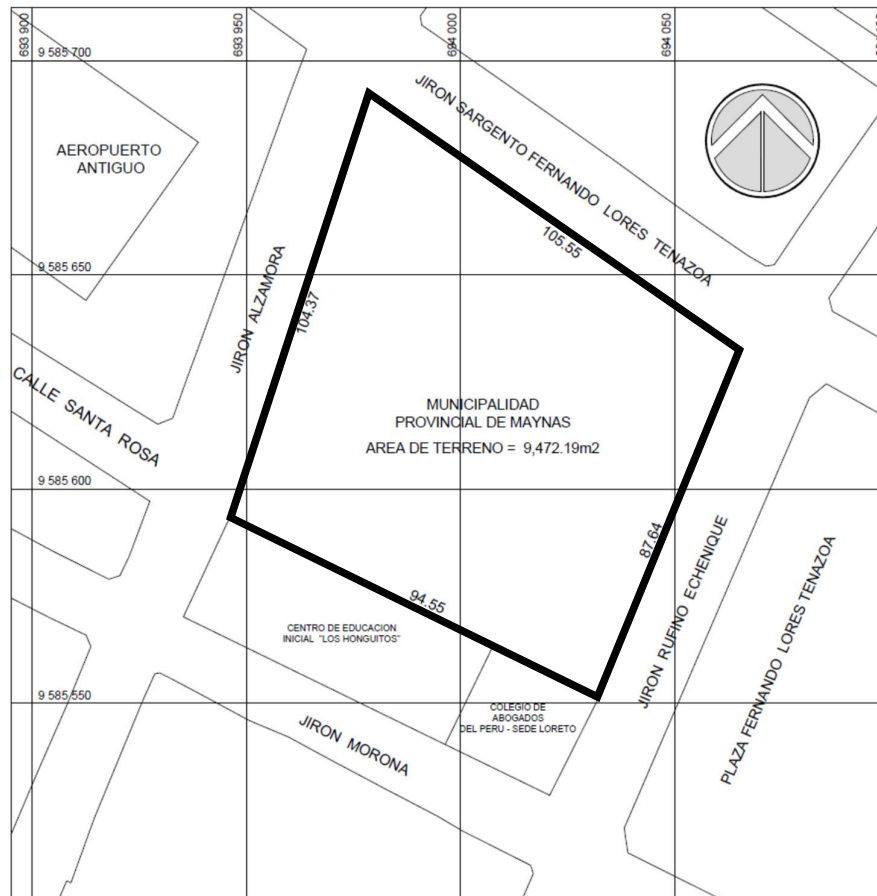 693 900
693 950
694 000
694 050
9 585 700
JIRON SARGENTO FERNANDO LORES TENAZOA
AEROPUERTO
ANTIGUO
105.55
9 585 650
JIRON ALZAMORA
104.37
CALLE SANTA ROSA
MUNICIPALIDAD
PROVINCIAL DE MAYNAS
AREA DE TERRENO = 9,472.19m2
9 585 600
87.64
JIRON RUFINO ECHENIQUE
PLAZA FERNANDO LORES TENAZOA
94.55
CENTRO DE EDUCACION
INICIAL "LOS HONGUITOS"
9 585 550
COLEGIO DE
ABOGADOS
DEL PERU - SEDE LORETO
JIRON MORONA